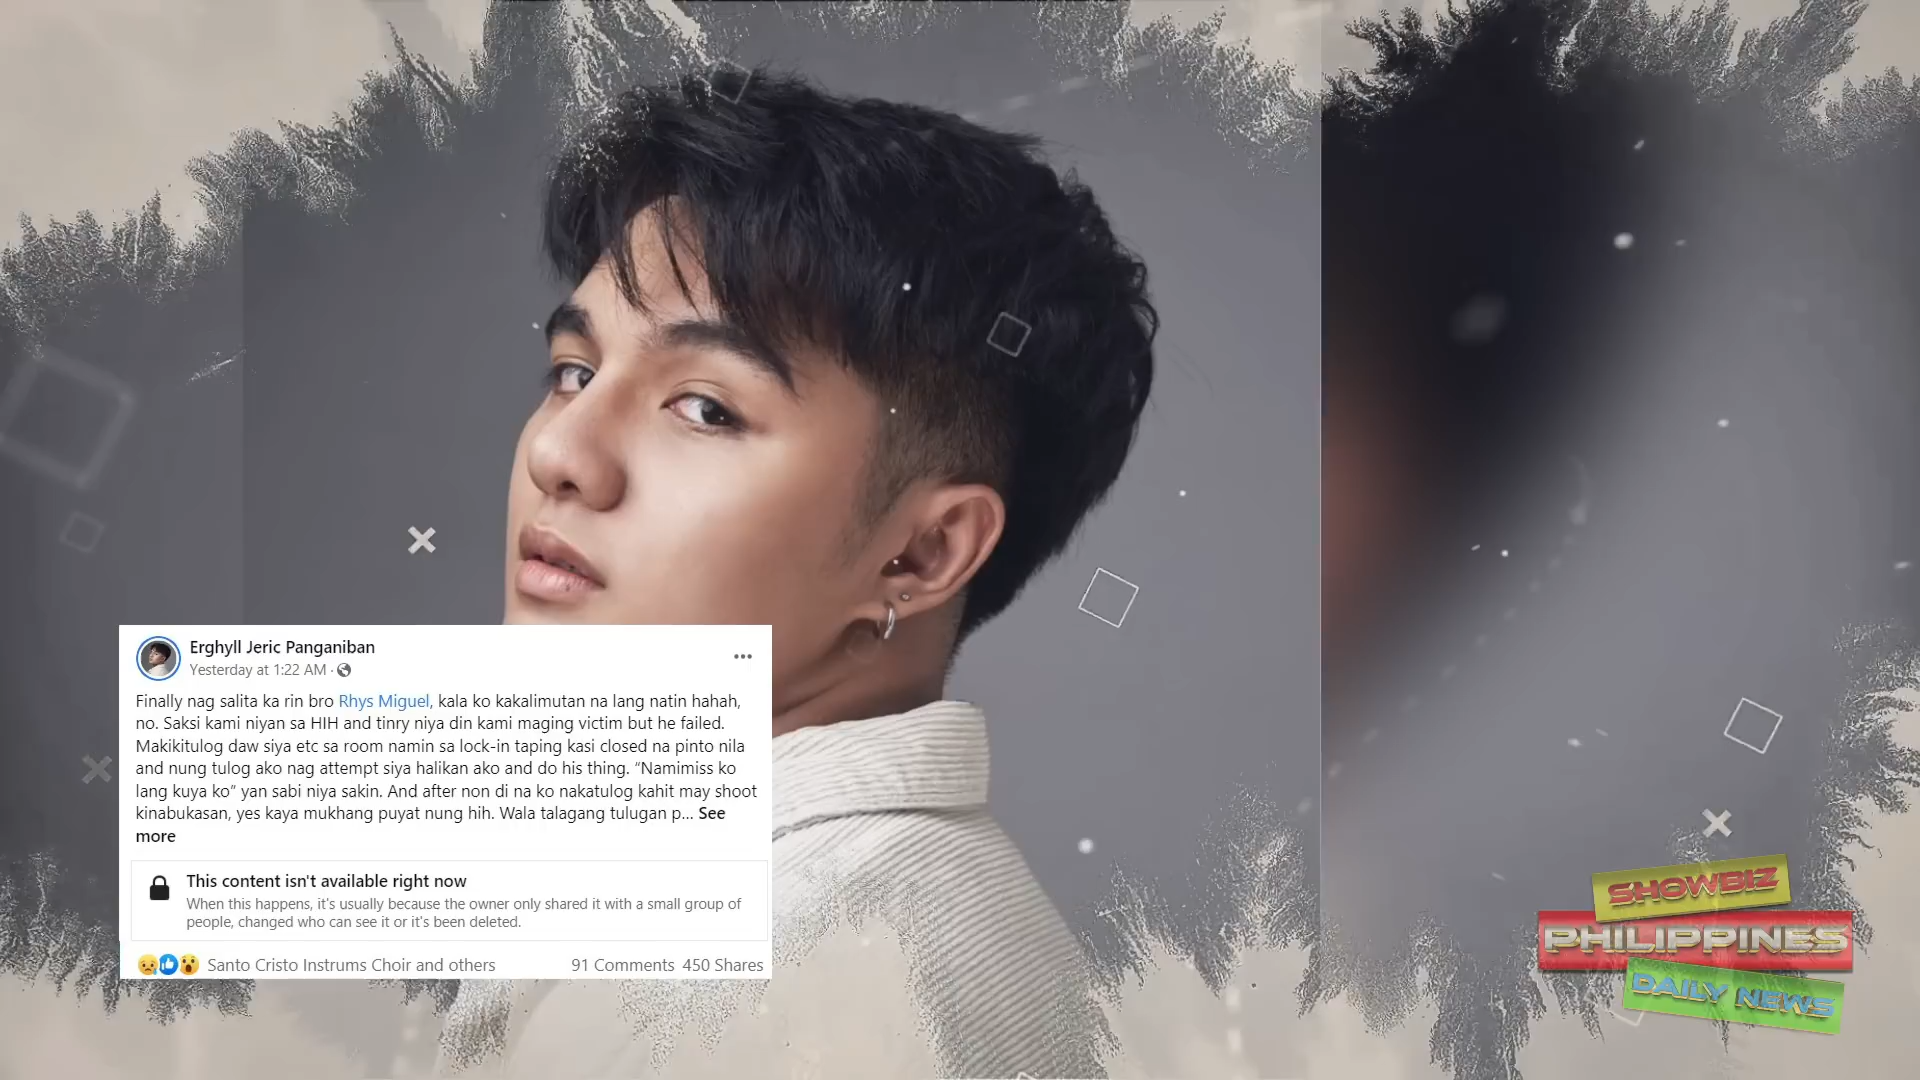 Erghyll Jeric Panganiban
Yesterday at 1:22 AM ·
Finally nag salita ka rin bro Rhys Miguel, kala ko kakalimutan na lang natin hahah,
no. Saksi kami niyan sa HIH and tinry niya din kami maging victim but he failed.
Makikitulog daw siya etc sa room namin sa lock-in taping kasi closed na pinto nila
and nung tulog ako nag attempt siya halikan ako and do his thing. “Namimiss ko
lang kuya ko” yan sabi niya sakin. And after non di na ko nakatulog kahit may shoot
kinabukasan, yes kaya mukhang puyat nung hih. Wala talagang tulugan p... See
more
This content isn't available right now
When this happens, it's usually because the owner only shared it with a small group of
people, changed who can see it or it's been deleted.
Santo Cristo Instrums Choir and others 91 Comments 450 Shares
SHOWBIZ
PHILIPPINES
DAILY NEWS